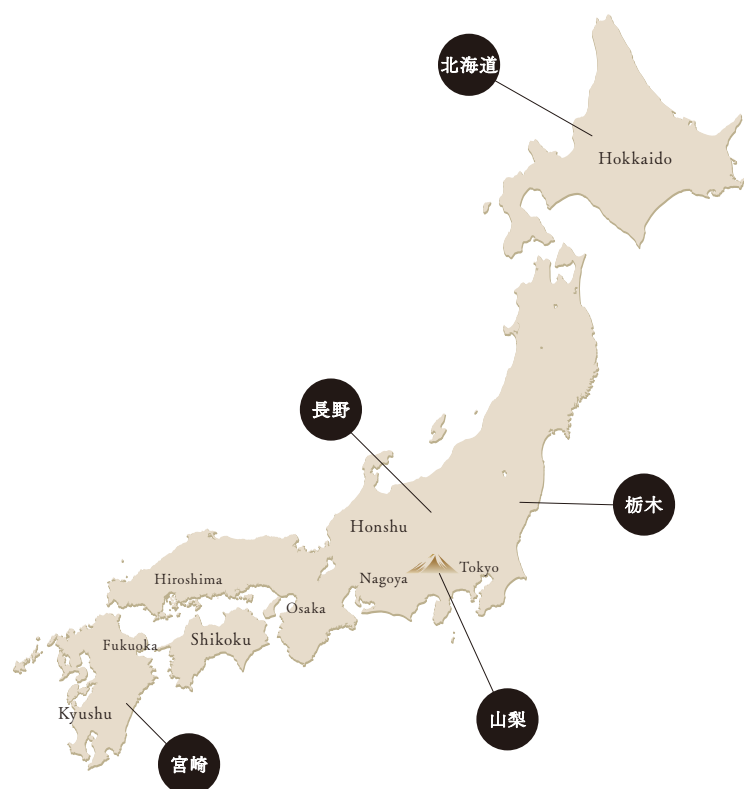 北海道
Hokkaido
長野
栃木
Honshu
Tokyo
Nagoya
Hiroshima
Osaka
Shikoku
Fukuoka
Kyushu
山梨
宮崎